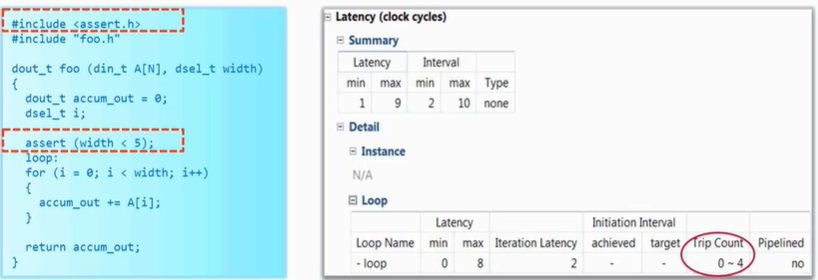 #include <assert.h>
#include "foo.h"
dout_t foo (din_t A[N], dsel_t width)
{
dout_t accum_out = 0;
dsel_t i;
assert (width < 5);
loop:
for (i = 0; i < width; i++)
{
accum_out += A[i];
}
return accum_out;
}
Latency (clock cycles)
Summary
Latency Interval
min max min max Type
1 9 2 10 none
Detail
Instance
N/A
Loop
Latency Initiation Interval
Loop Name min max Iteration Latency achieved target Trip Count Pipelined
- loop 0 8 2 - - 0 ~ 4 no